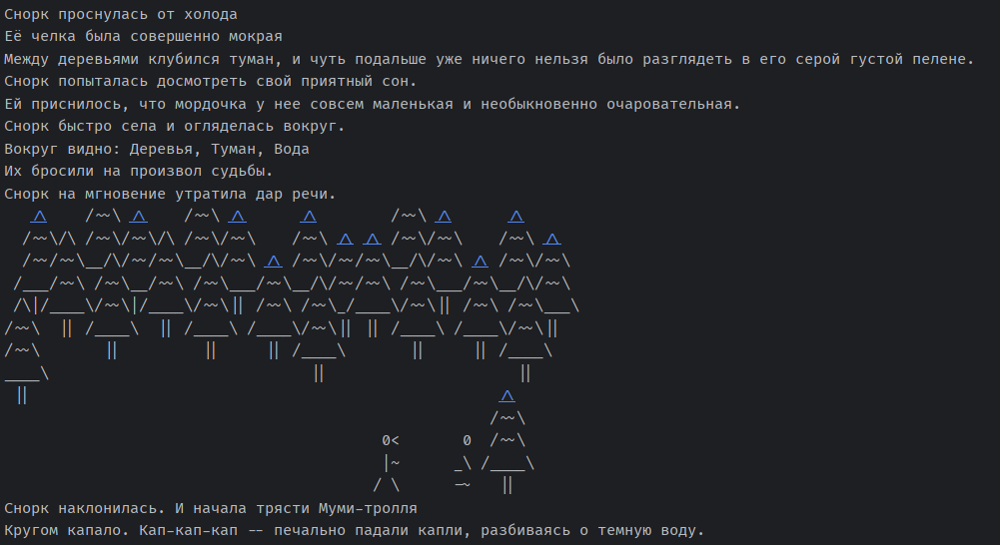 Снорк проснулась от холода
Её челка была совершенно мокрая
Между деревьями клубился туман, и чуть подальше уже ничего нельзя было разглядеть в его серой густой пелене.
Снорк попыталась досмотреть свой приятный сон.
Ей приснилось, что мордочка у нее совсем маленькая и необыкновенно очаровательная.
Снорк быстро села и огляделась вокруг.
Вокруг видно: Деревья, Туман, Вода
Их бросили на произвол судьбы.
Снорк на мгновение утратила дар речи.
Снорк наклонилась. И начала трясти Муми-тролля
Кругом капало. Кап-кап-кап -- печально падали капли, разбиваясь о темную воду.